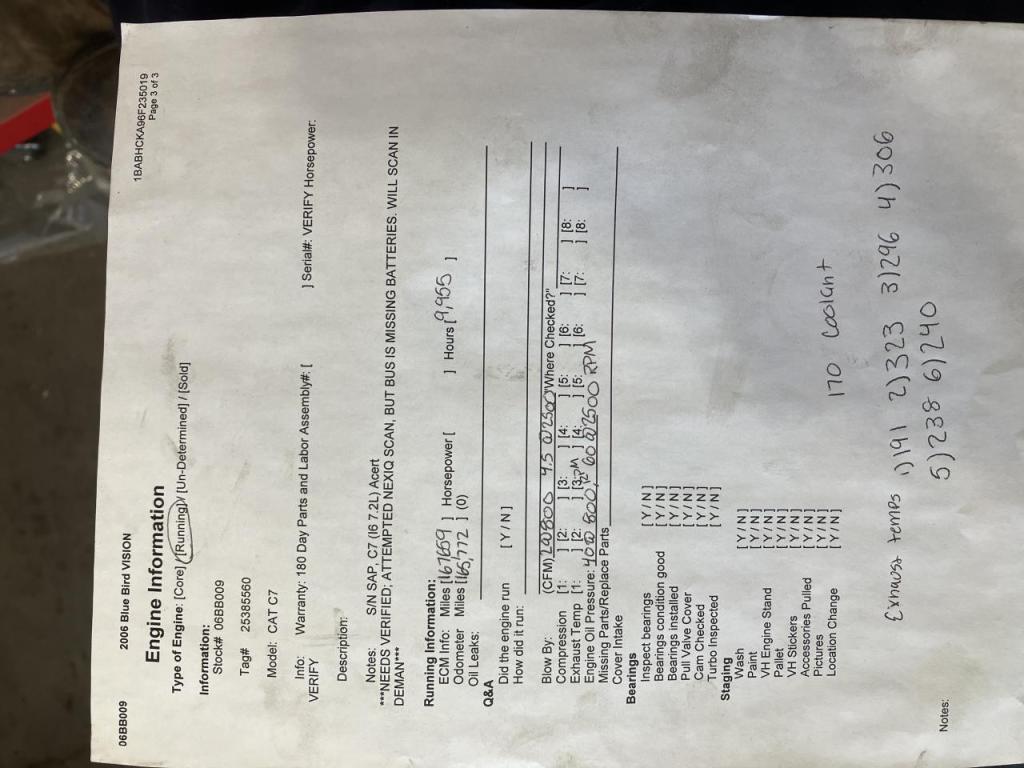 06BB009 2006 Blue Bird VISION 1BABHCKA96F235019
Page 3 of 3
Engine Information
Type of Engine: [Core] / [Running] / [Un-Determined] / [Sold]
Information:
Stock# 06BB009
Tag# 25385560
Model: CAT C7
Info: Warranty: 180 Day Parts and Labor Assembly#: [ ] Serial#: VERIFY Horsepower:
VERIFY
Description:
Notes: S/N SAP, C7 (I6 7.2L) Acert
***NEEDS VERIFIED; ATTEMPTED NEXIQ SCAN, BUT BUS IS MISSING BATTERIES. WILL SCAN IN
DEMAN***
Running Information:
ECM Info: Miles [167659 ] Horsepower [ ] Hours [9,955 ]
Odometer Miles [165,772 ] (0)
Oil Leaks:
Q&A
Did the engine run [ Y / N ]
How did it run:
Blow By: (CFM) 2@800 4.5 @2500 "Where Checked?"
Compression [1: ] [2: ] [3: ] [4: ] [5: ] [6: ] [7: ] [8: ]
Exhaust Temp [1: ] [2: ] [3: ] [4: ] [5: ] [6: ] [7: ] [8: ]
Engine Oil Pressure: 40@ 800 RPM 60@2500 RPM
Missing Parts/Replace Parts
Cover Intake
Bearings
Inspect bearings [ Y / N ]
Bearings condition good [ Y / N ]
Bearings Installed [ Y / N ]
Pull Valve Cover [ Y / N ]
Cam Checked [ Y / N ]
Turbo Inspected [ Y / N ]
Staging
Wash [ Y / N ]
Paint [ Y / N ]
VH Engine Stand [ Y / N ]
Pallet [ Y / N ]
VH Stickers [ Y / N ]
Accessories Pulled [ Y / N ]
Pictures [ Y / N ]
Location Change [ Y / N ]
170 coolant
Exhaust temps 1) 191 2) 323 3) 296 4) 306
5) 238 6) 240
Notes: